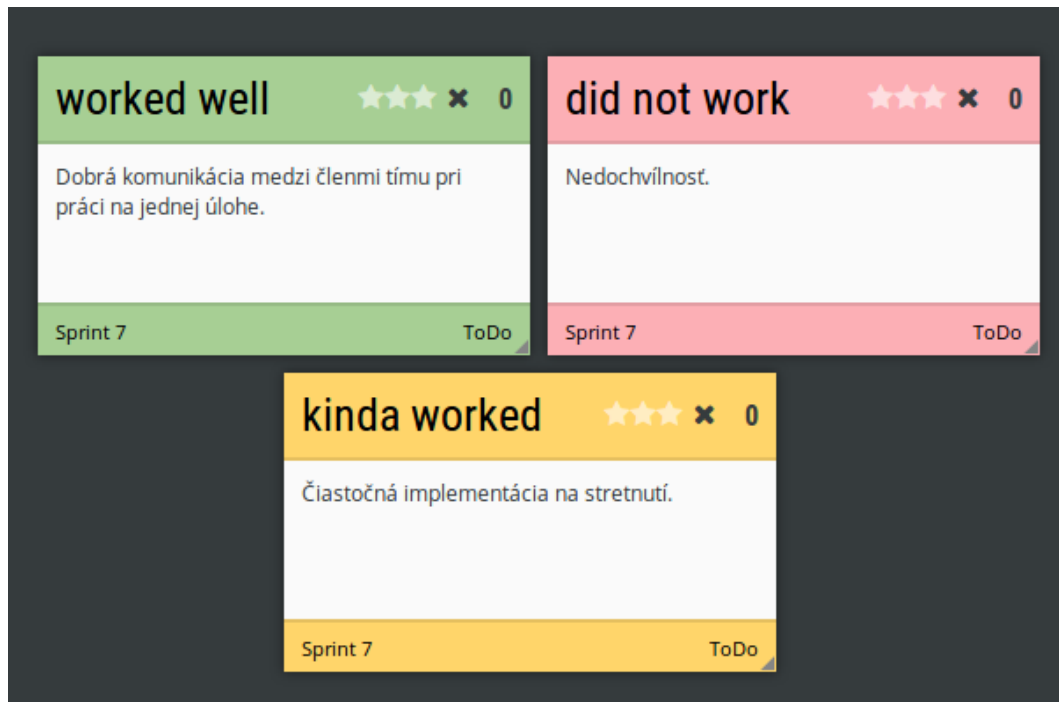 worked well 0
Dobrá komunikácia medzi členmi tímu pri
práci na jednej úlohe.
Sprint 7 ToDo
did not work 0
Nedochvílnosť.
Sprint 7 ToDo
kinda worked 0
Čiastočná implementácia na stretnutí.
Sprint 7 ToDo